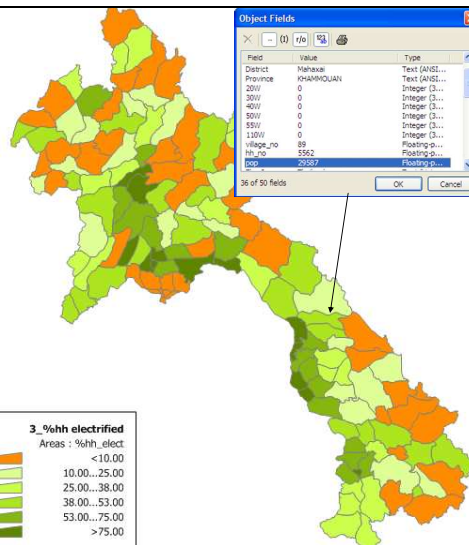 Object Fields
(I) r/o
Field Value Type
District Mahaxai Text (ANSI...
Province KHAMMOUAN Text (ANSI...
20W 0 Integer (3...
30W 0 Integer (3...
40W 0 Integer (3...
50W 0 Integer (3...
55W 0 Integer (3...
110W 0 Integer (3...
village_no 89 Floating-p...
hh_no 5562 Floating-p...
pop 29587 Floating-p...
36 of 50 fields OK Cancel
3_%hh electrified
Areas : %hh_elect
<10.00
10.00...25.00
25.00...38.00
38.00...53.00
53.00...75.00
>75.00